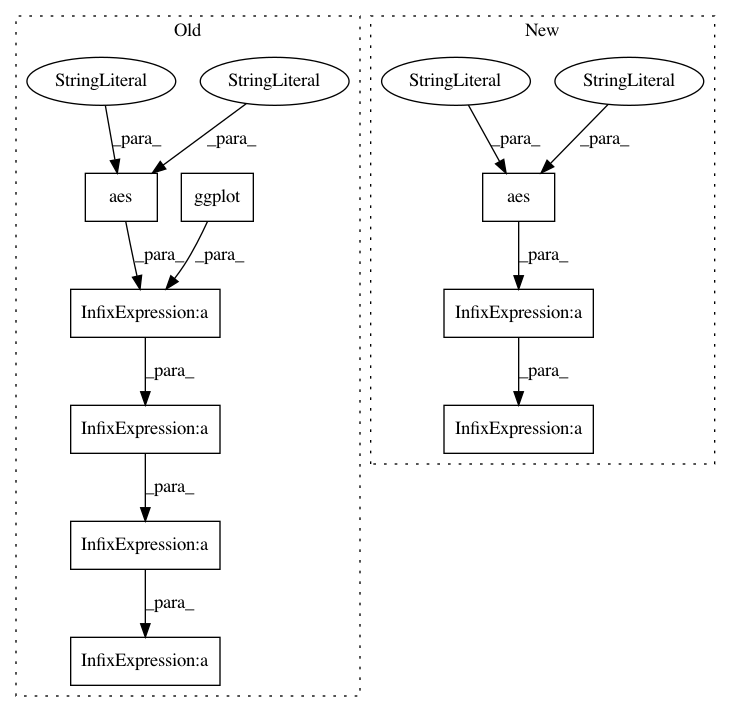 Old
StringLiteral
StringLiteral
_para_
_para_
aes
ggplot
_para_
_para_
InfixExpression:a
_para_
InfixExpression:a
_para_
InfixExpression:a
_para_
InfixExpression:a
New
StringLiteral
StringLiteral
_para_
_para_
aes
_para_
InfixExpression:a
_para_
InfixExpression:a